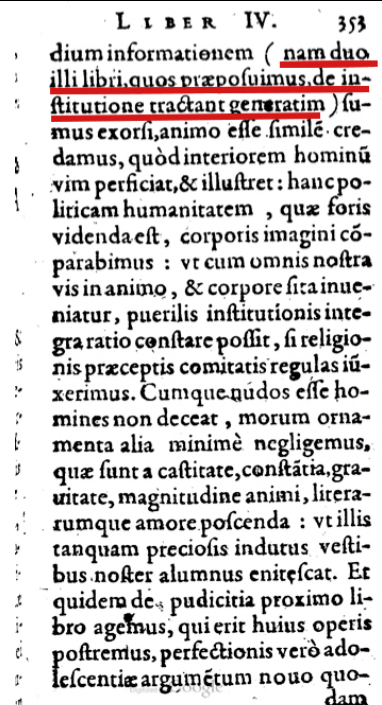 LIBER IV. 353
dium informationem ( nam duo
illi libri, quos præposuimus, de in-
stitutione tractant generatim ) su-
mus exorsi, animo esse similẽ cre-
damus, quòd interiorem hominũ
vim perficiat, & illustret : hanc po-
liticam humanitatem , quæ foris
videnda est , corporis imagini cõ-
parabimus : vt cum omnis nostra
vis in animo, & corpore sita inue-
niatur, puerilis institutionis inte-
gra ratio constare possit, si religio-
nis præceptis comitatis regulas iũ-
xerimus. Cumque nudos esse ho-
mines non deceat , morum orna-
menta alia minimè negligemus,
quæ sunt a castitate, constãtia, gra-
uitate, magnitudine animi, litera-
rumque amore poscenda : vt illis
tanquam preciosis indutus vesti-
bus noster alumnus enitescat. Et
quidem de pudicitia proximo li-
bro agemus, qui erit huius operis
postremus, perfectionis verò ado-
lescentiæ argumẽtum nouo quo-
dam